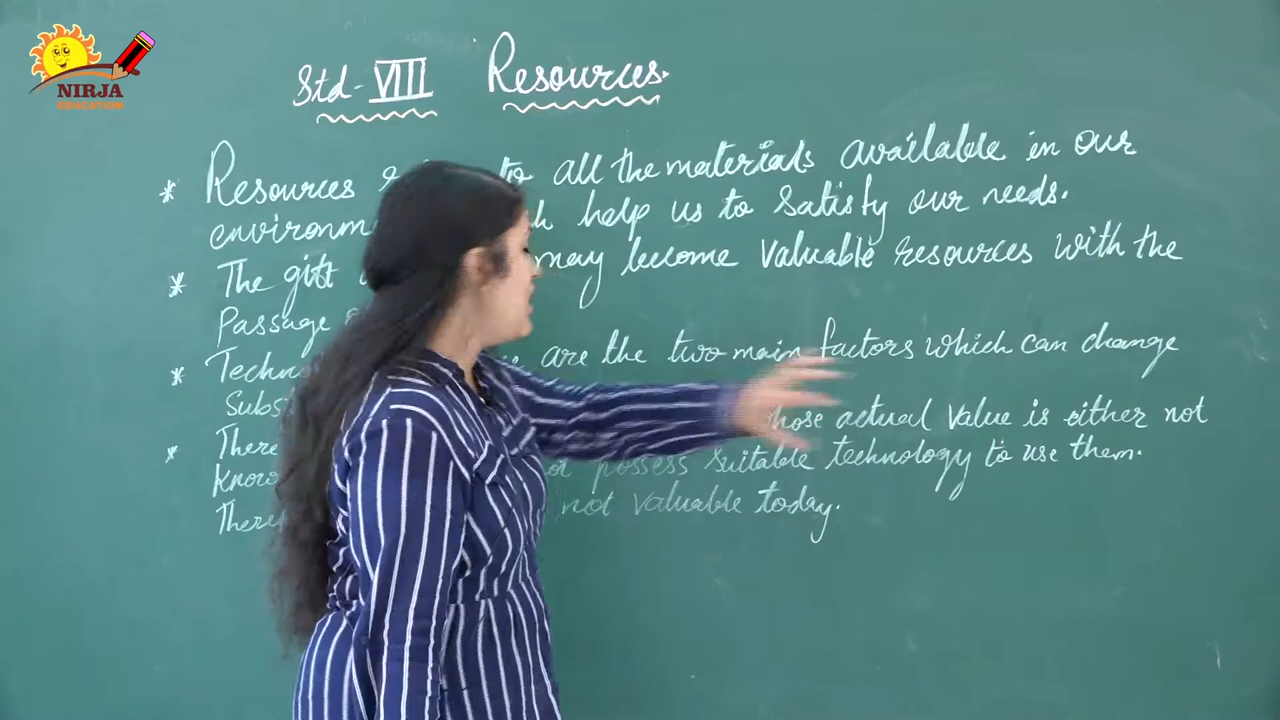 NIRJA
EDUCATION
Std- VIII Resources.
* Resources to all the materials available in our
environm help us to satisfy our needs.
* The gift may become valuable resources with the
Passage
* Techn are the two main factors which can change
Subs
* There hose actual value is either not
know possess suitable technology to use them.
There not valuable today.